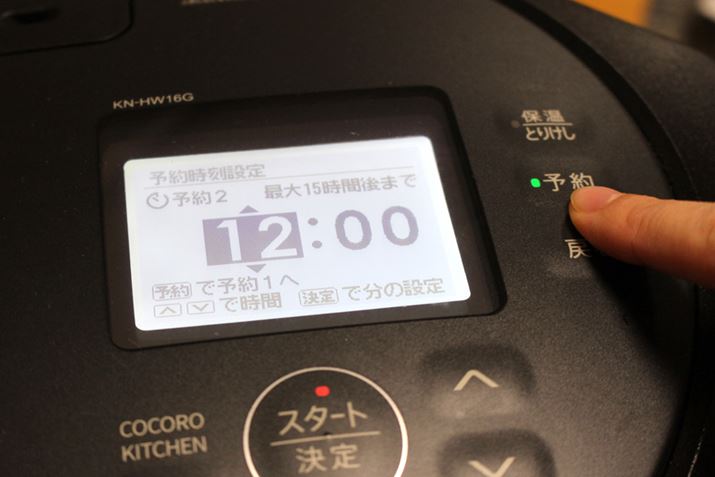 KN-HW16G
予約時刻設定
予約2 最大15時間後まで
12:00
予約 で予約1へ
で時間 決定 で分の設定
保温
とりけし
予約
戻
スタート
決定
COCORO
KITCHEN